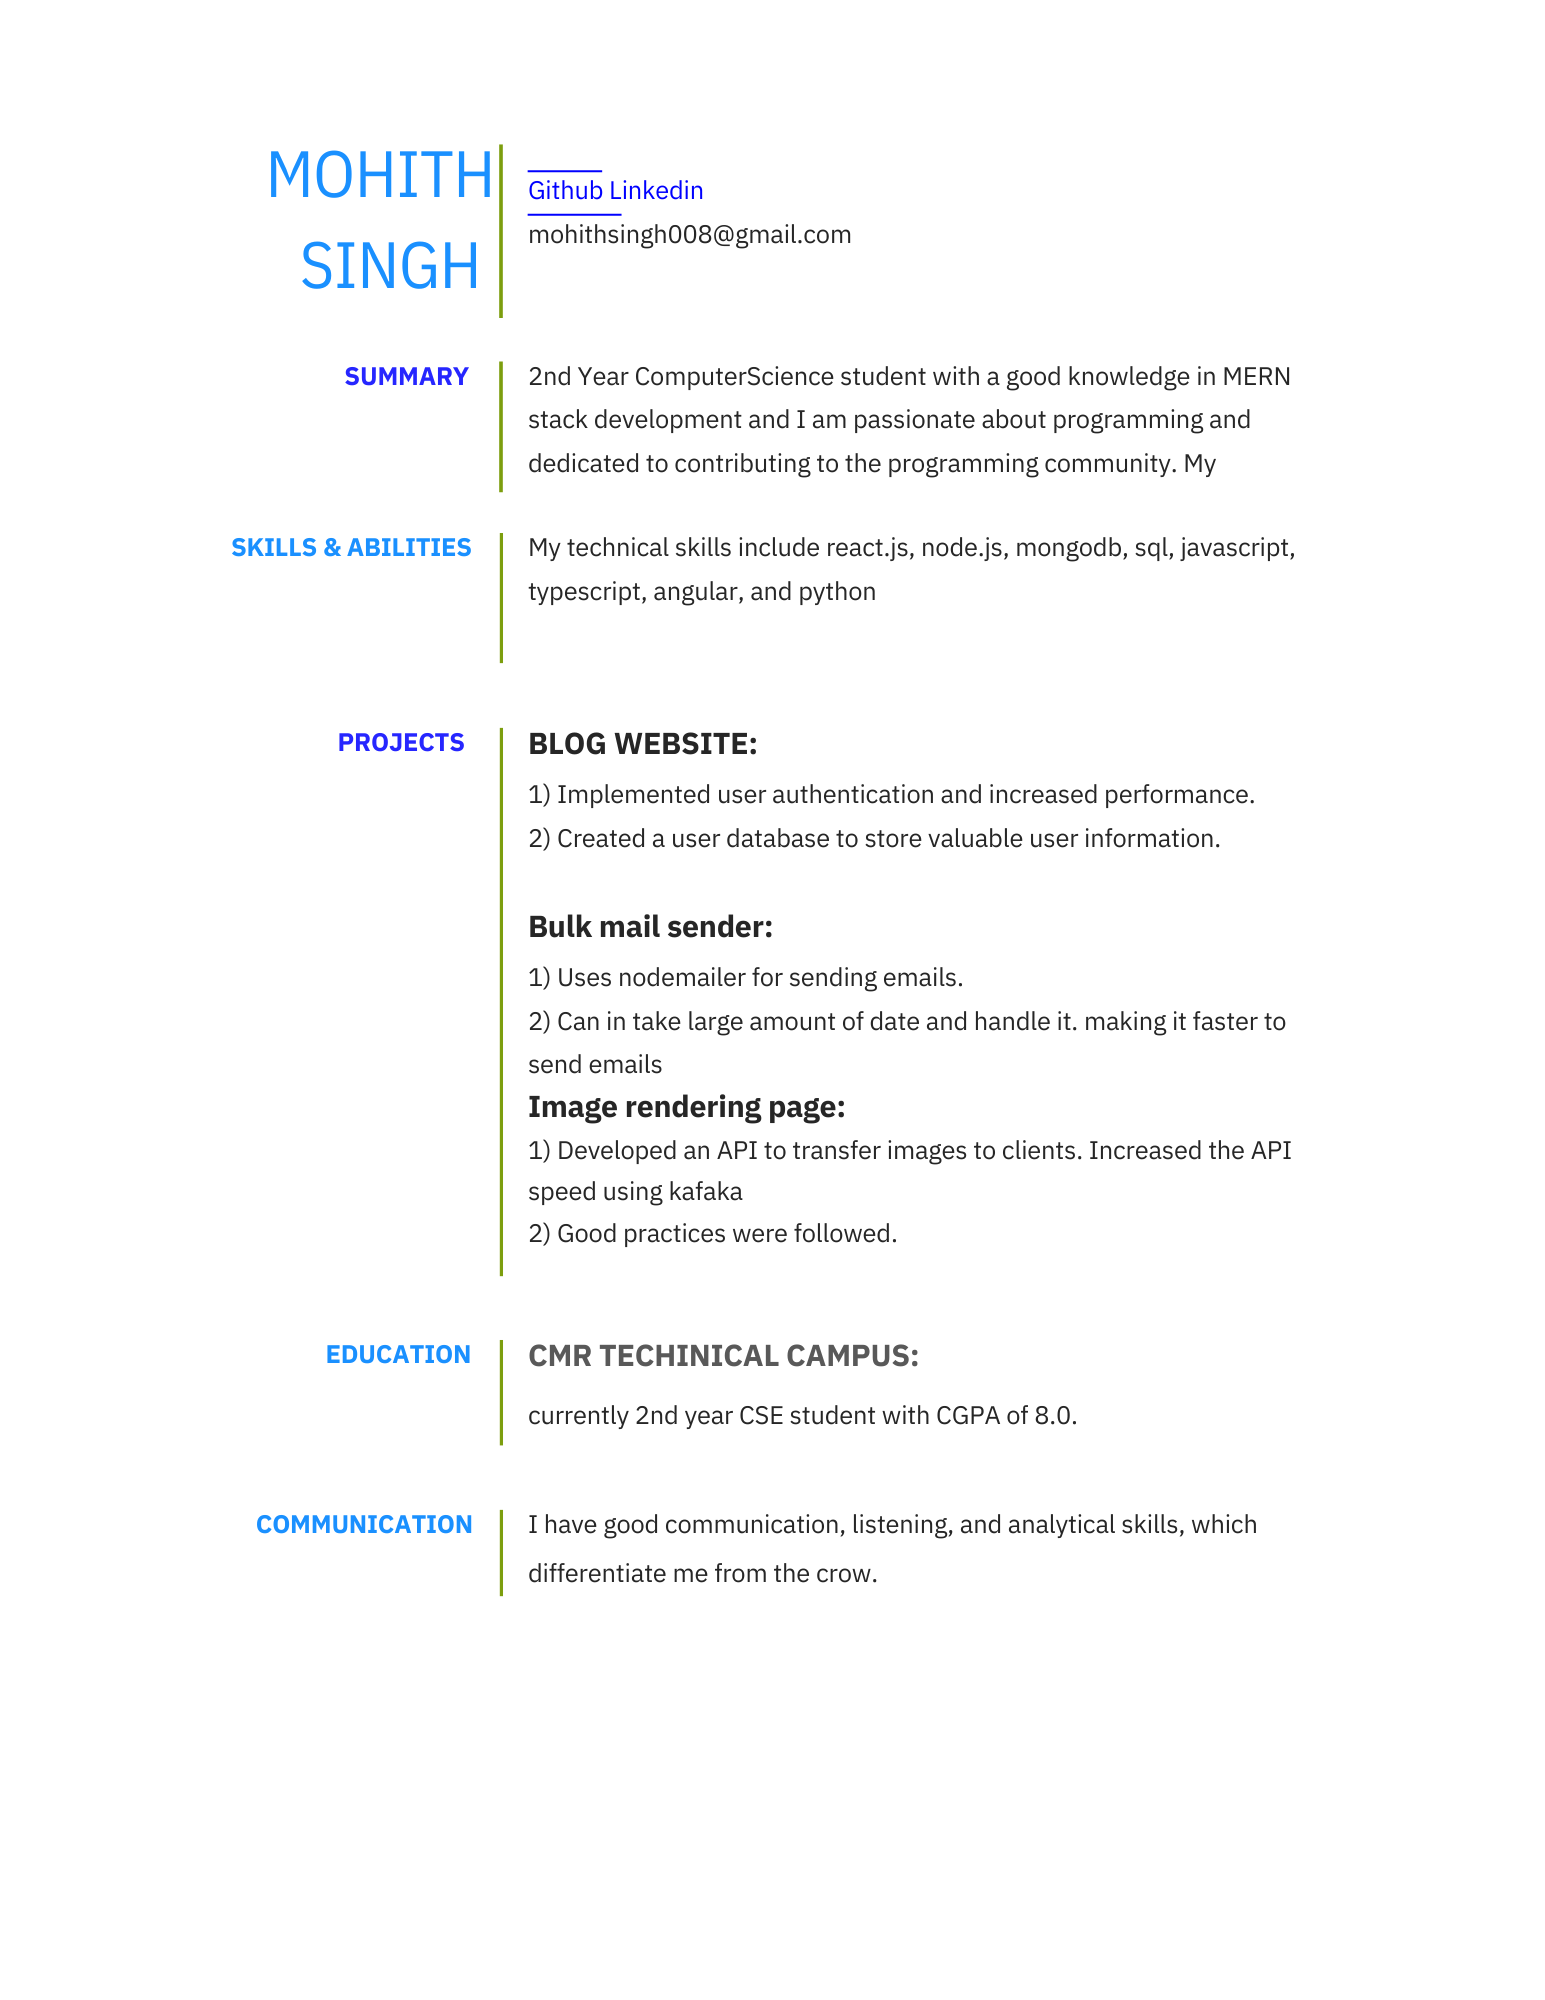 MOHITH
SINGH
Github Linkedin
mohithsingh008@gmail.com
SUMMARY
2nd Year ComputerScience student with a good knowledge in MERN
stack development and I am passionate about programming and
dedicated to contributing to the programming community. My
SKILLS & ABILITIES
My technical skills include react.js, node.js, mongodb, sql, javascript,
typescript, angular, and python
PROJECTS
BLOG WEBSITE:
1) Implemented user authentication and increased performance.
2) Created a user database to store valuable user information.
Bulk mail sender:
1) Uses nodemailer for sending emails.
2) Can in take large amount of date and handle it. making it faster to
send emails
Image rendering page:
1) Developed an API to transfer images to clients. Increased the API
speed using kafaka
2) Good practices were followed.
EDUCATION
CMR TECHINICAL CAMPUS:
currently 2nd year CSE student with CGPA of 8.0.
COMMUNICATION
I have good communication, listening, and analytical skills, which
differentiate me from the crow.